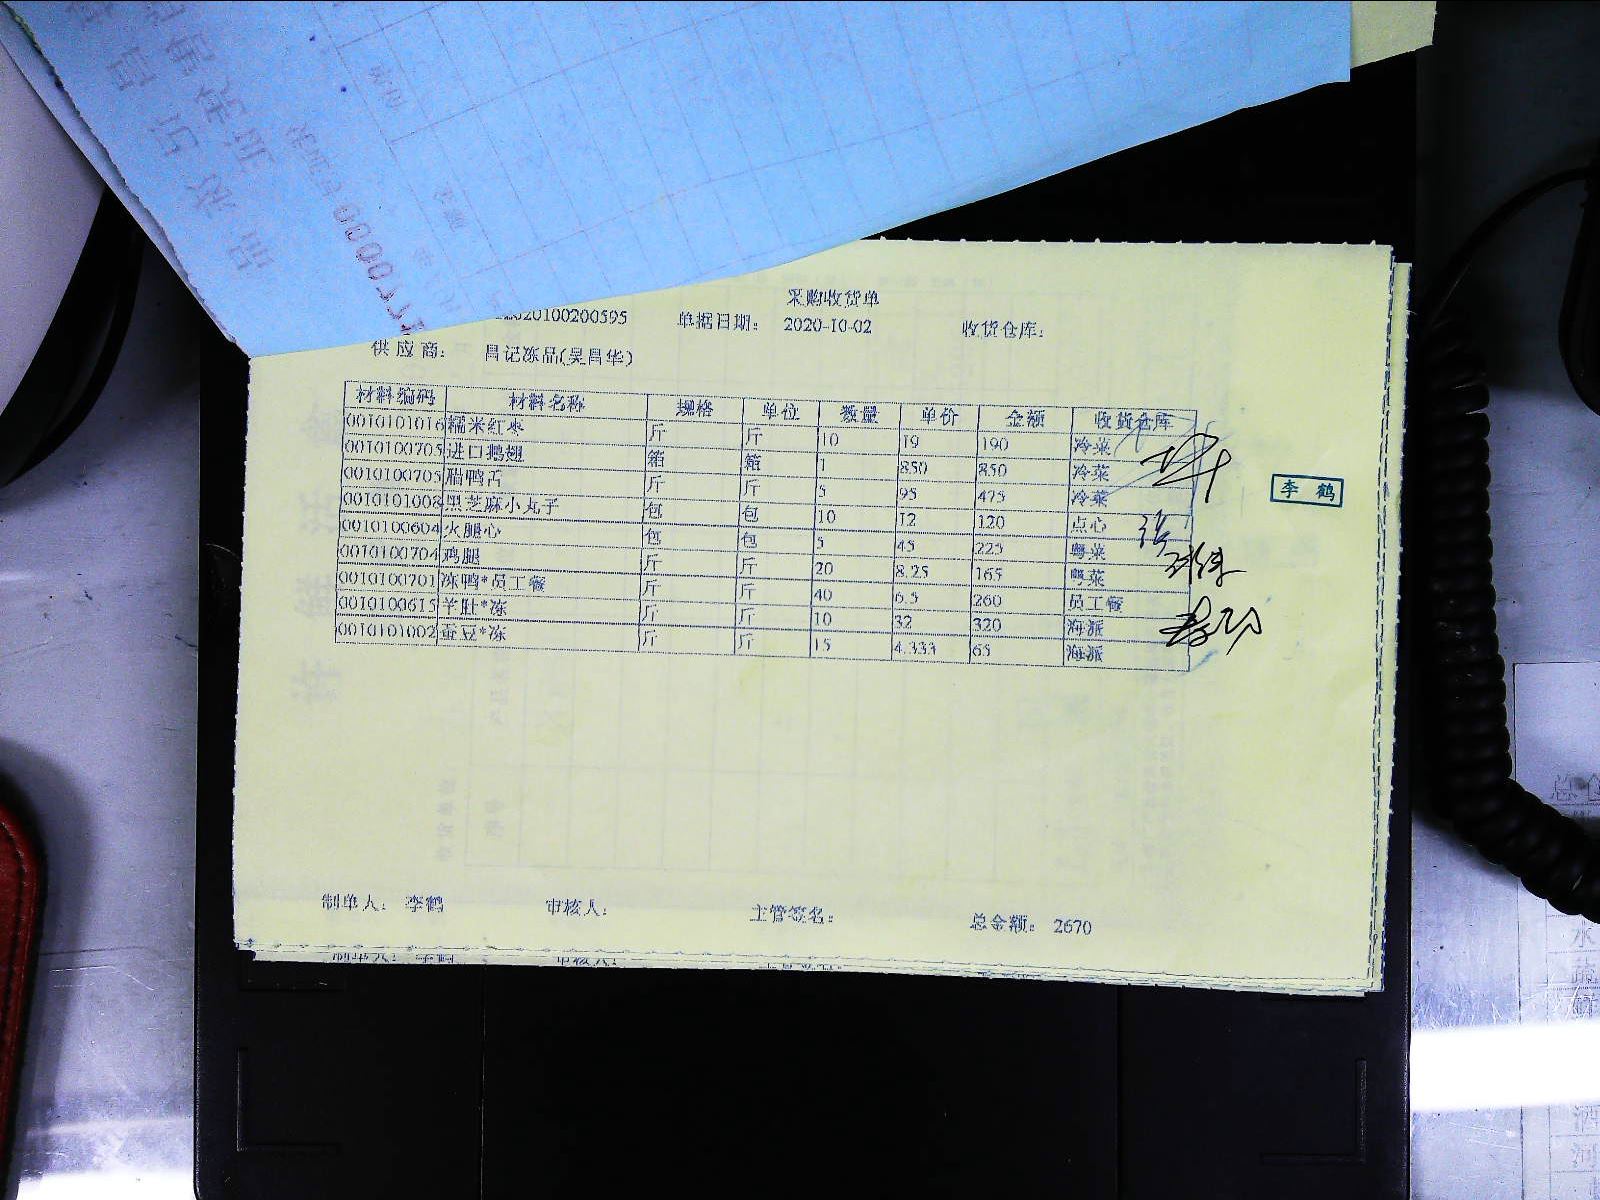 采购收货单
2020100200595 单据日期： 2020-10-02 收货仓库：
供应商： 昌记冻品(吴昌华)
材料编码 材料名称 规格 单位 数量 单价 金额 收货仓库
0010101016 糯米红枣 斤 斤 10 19 190 冷菜
0010100705 进口鹅翅 箱 箱 1 850 850 冷菜
0010100705 腊鸭舌 斤 斤 5 95 475 冷菜
0010101008 黑芝麻小丸子 包 包 10 12 120 点心
0010100604 火腿心 包 包 5 45 225 粤菜
0010100704 鸡腿 斤 斤 20 8.25 165 粤菜
0010100701 冻鸭*员工餐 斤 斤 40 6.5 260 员工餐
0010100615 羊肚*冻 斤 斤 10 32 320 海派
0010101002 蚕豆*冻 斤 斤 15 4.333 65 海派
李鹤
制单人： 李鹤 审核人： 主管签名： 总金额： 2670